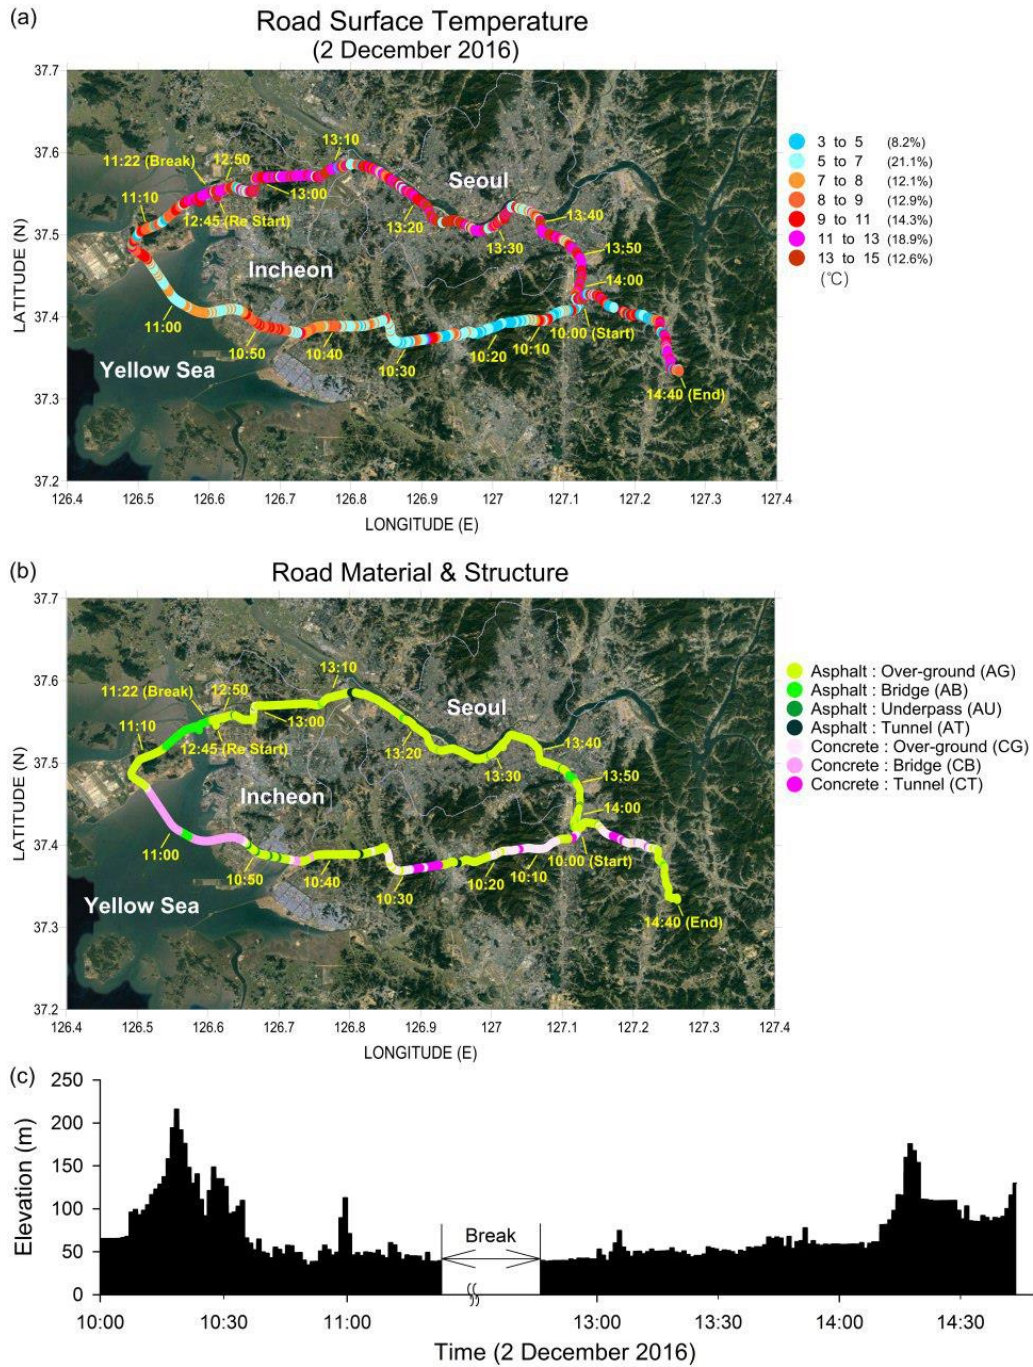 (a)
Road Surface Temperature
(2 December 2016)
37.7
37.6
37.5
37.4
37.3
37.2
LATITUDE (N)
126.4 126.5 126.6 126.7 126.8 126.9 127 127.1 127.2 127.3 127.4
LONGITUDE (E)
13:10
11:22 (Break)
12:50
Seoul
11:10
13:00
12:45 (Re Start)
13:20
13:40
13:30
13:50
Incheon
14:00
11:00
10:00 (Start)
10:50
10:40
10:20
10:10
10:30
Yellow Sea
14:40 (End)
3 to 5 (8.2%)
5 to 7 (21.1%)
7 to 8 (12.1%)
8 to 9 (12.9%)
9 to 11 (14.3%)
11 to 13 (18.9%)
13 to 15 (12.6%)
(℃)
(b)
Road Material & Structure
37.7
37.6
37.5
37.4
37.3
37.2
LATITUDE (N)
126.4 126.5 126.6 126.7 126.8 126.9 127 127.1 127.2 127.3 127.4
LONGITUDE (E)
13:10
11:22 (Break)
12:50
Seoul
11:10
13:00
12:45 (Re Start)
13:20
13:40
13:30
13:50
Incheon
14:00
11:00
10:00 (Start)
10:50
10:40
10:20
10:10
10:30
Yellow Sea
14:40 (End)
Asphalt : Over-ground (AG)
Asphalt : Bridge (AB)
Asphalt : Underpass (AU)
Asphalt : Tunnel (AT)
Concrete : Over-ground (CG)
Concrete : Bridge (CB)
Concrete : Tunnel (CT)
(c)
250
200
150
100
50
0
Elevation (m)
Break
10:00 10:30 11:00 13:00 13:30 14:00 14:30
Time (2 December 2016)